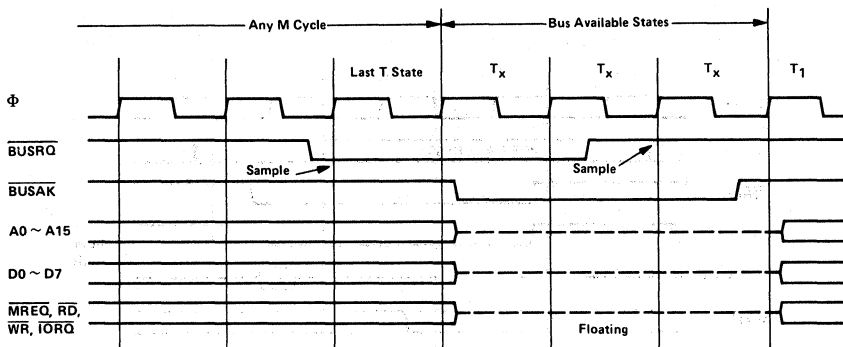 Any M Cycle
Bus Available States
Last T State
Tx
Tx
Tx
T1
Φ
BUSRQ
Sample
Sample
BUSAK
A0 ~ A15
D0 ~ D7
MREQ, RD,
WR, IORQ
Floating